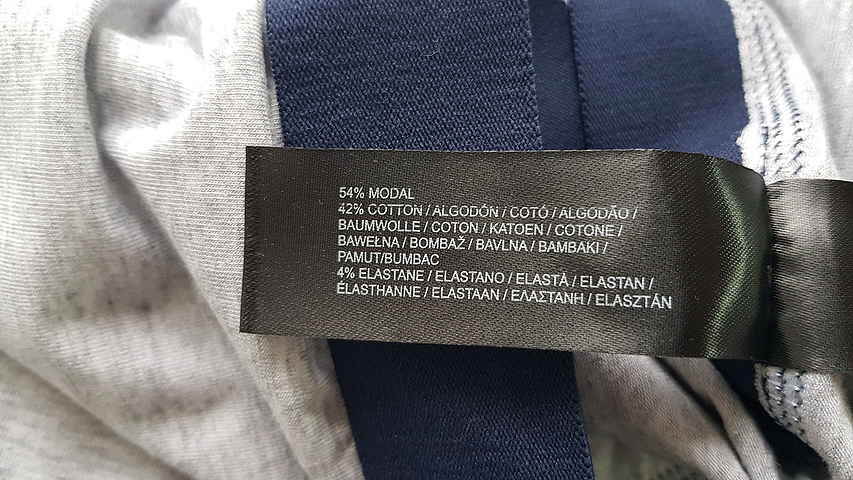 54% MODAL
42% COTTON / ALGODÓN / COTÓ / ALGODÃO /
BAUMWOLLE / COTON / KATOEN / COTONE /
BAWEŁNA / BOMBAŽ / BAVLNA / BAMBAKI /
PAMUT/BUMBAC
4% ELASTANE / ELASTANO / ELASTÀ / ELASTAN /
ÉLASTHANNE / ELASTAAN / ΕΛΑΣΤΑΝΗ / ELASZTÁN